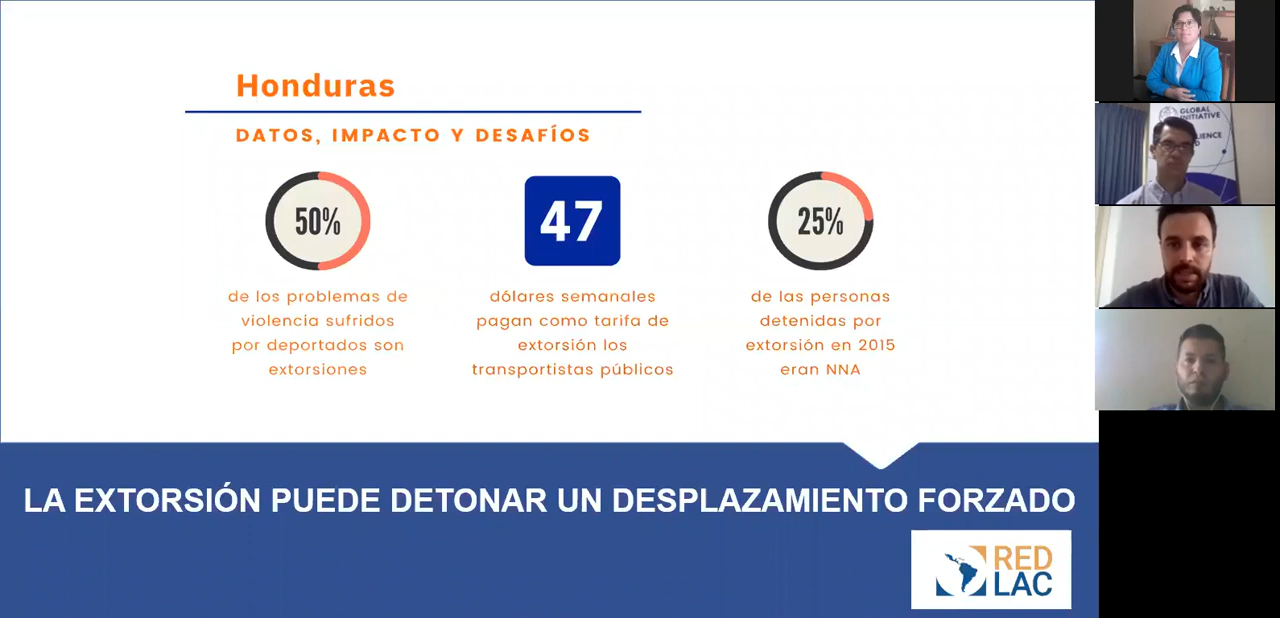 Honduras
DATOS, IMPACTO Y DESAFÍOS
50%
de los problemas de
violencia sufridos
por deportados son
extorsiones
47
dólares semanales
pagan como tarifa de
extorsión los
transportistas públicos
25%
de las personas
detenidas por
extorsión en 2015
eran NNA
LA EXTORSIÓN PUEDE DETONAR UN DESPLAZAMIENTO FORZADO
RED
LAC
GLOBAL
INITIATIVE